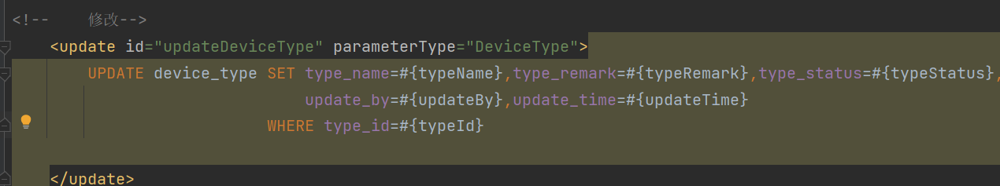 <!--    修改-->
<update id="updateDeviceType" parameterType="DeviceType">
UPDATE device_type SET type_name=#{typeName},type_remark=#{typeRemark},type_status=#{typeStatus},
update_by=#{updateBy},update_time=#{updateTime}
WHERE type_id=#{typeId}
</update>